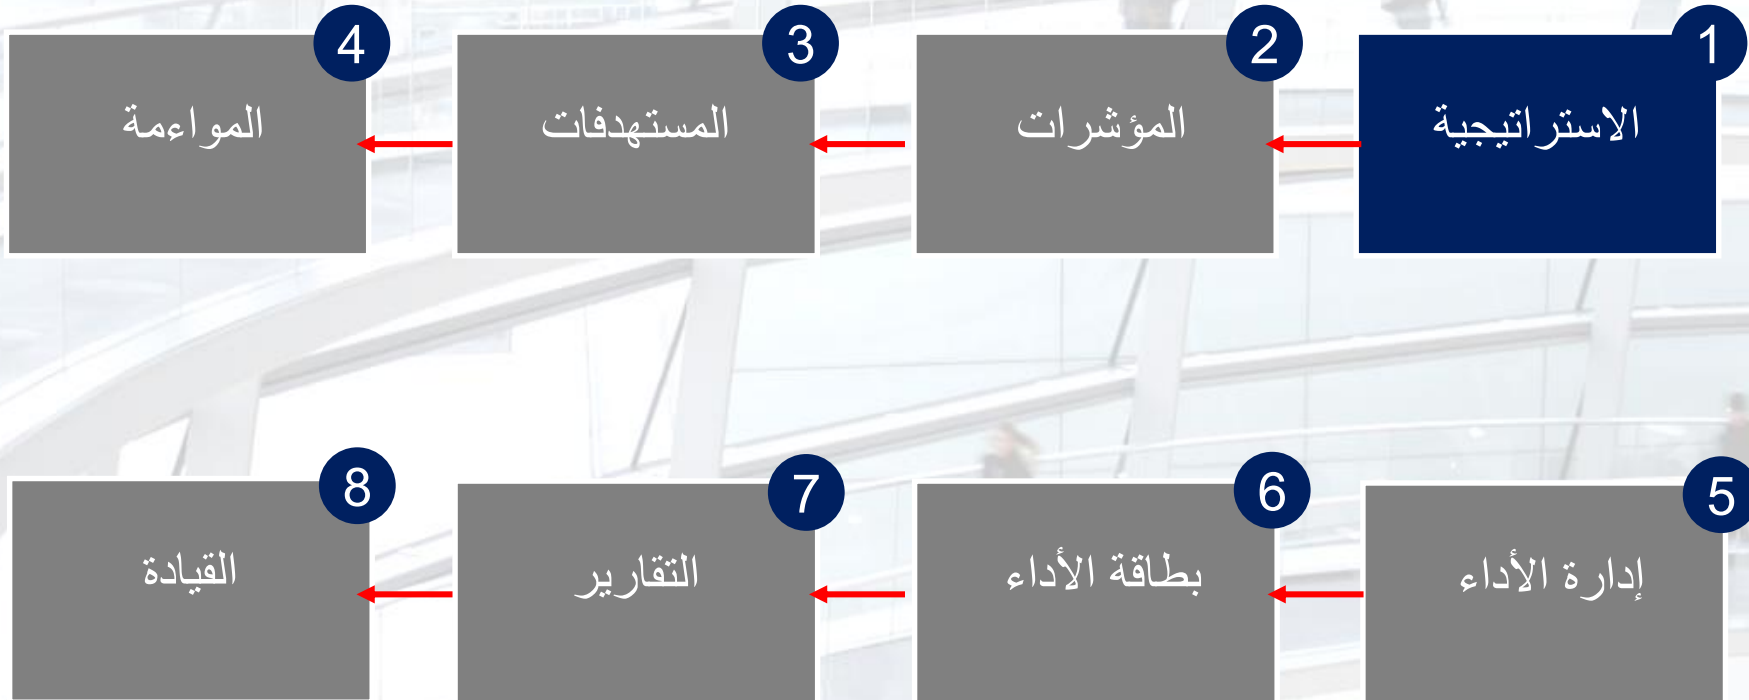 1
الاستراتيجية
2
المؤشرات
3
المستهدفات
4
المواءمة
5
إدارة الأداء
6
بطاقة الأداء
7
التقارير
8
القيادة